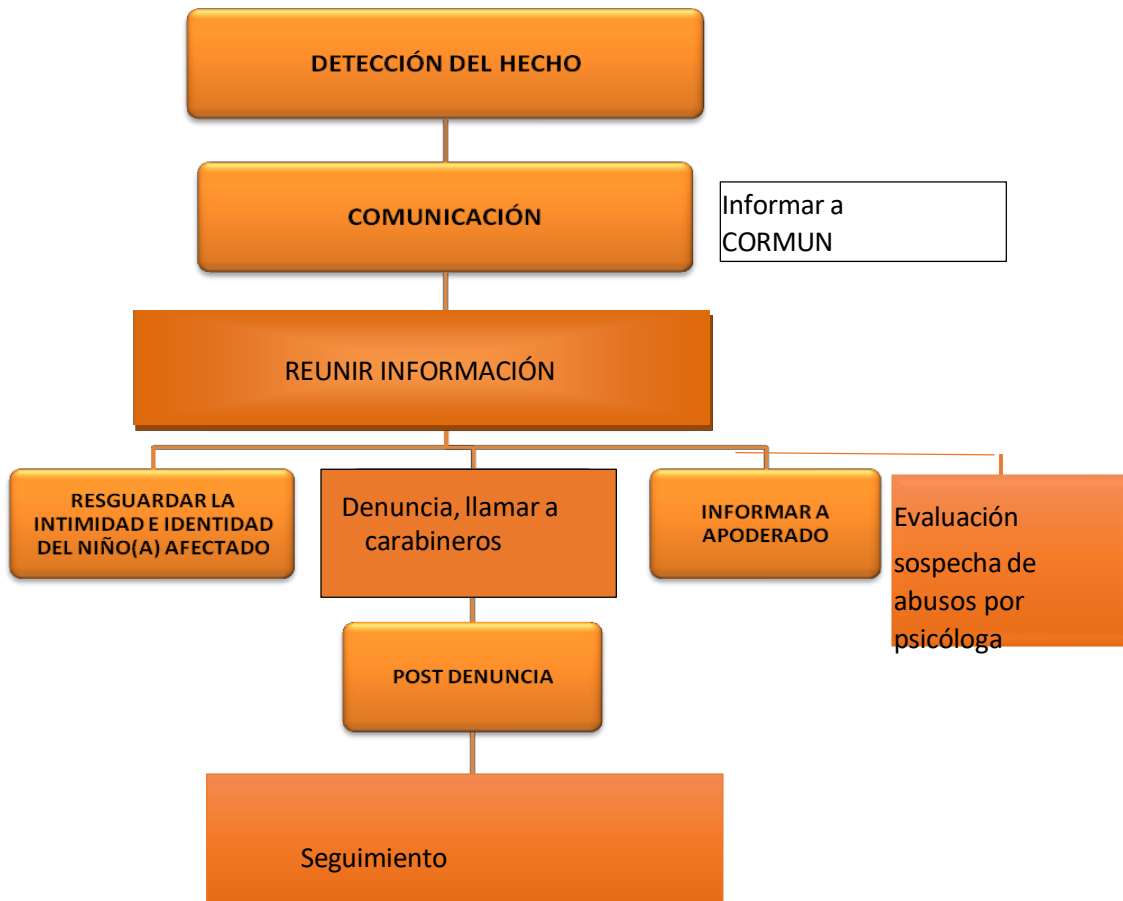 DETECCIÓN DEL HECHO
COMUNICACIÓN
Informar a
CORMUN
REUNIR INFORMACIÓN
RESGUARDAR LA
INTIMIDAD E IDENTIDAD
DEL NIÑO(A) AFECTADO
Denuncia, llamar a
carabineros
INFORMAR A
APODERADO
Evaluación
sospecha de
abusos por
psicóloga
POST DENUNCIA
Seguimiento